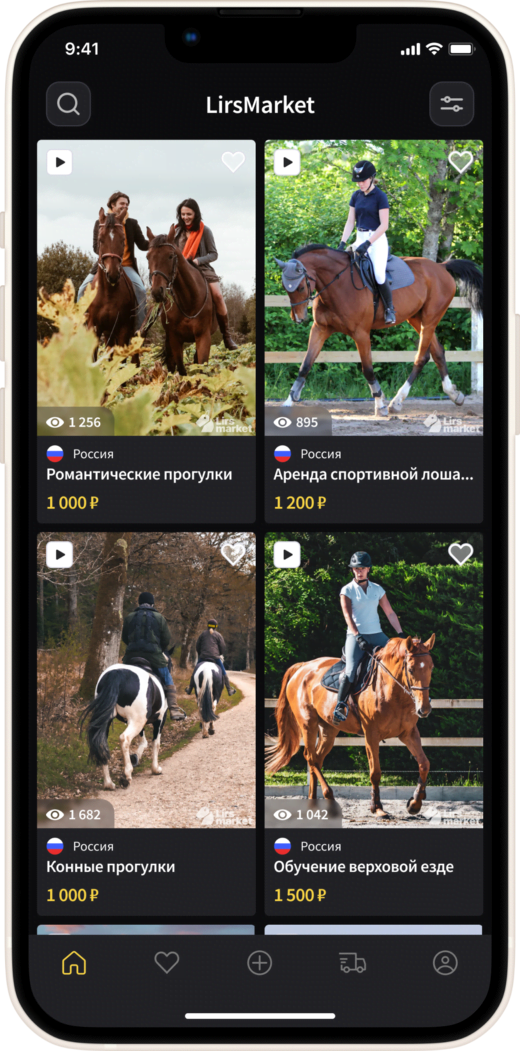 9:41
LirsMarket
1 256
Lirs
market
895
Lirs
market
Россия
Романтические прогулки
1 000 ₽
Россия
Аренда спортивной лоша...
1 200 ₽
1 682
Lirs
market
1 042
Lirs
market
Россия
Конные прогулки
1 000 ₽
Россия
Обучение верховой езде
1 500 ₽